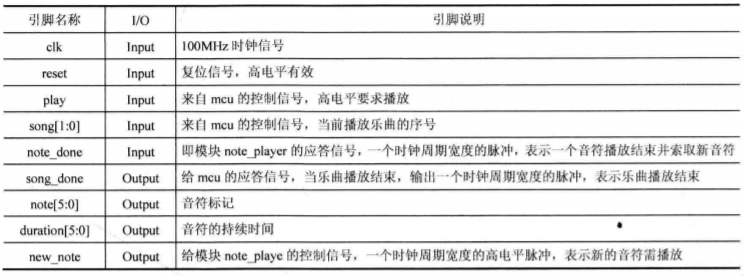 引脚名称 I/O 引脚说明
clk Input 100MHz 时钟信号
reset Input 复位信号，高电平有效
play Input 来自 mcu 的控制信号，高电平要求播放
song[1:0] Input 来自 mcu 的控制信号，当前播放乐曲的序号
note_done Input 即模块 note_player 的应答信号，一个时钟周期宽度的脉冲，表示一个音符播放结束并索取新音符
song_done Output 给 mcu 的应答信号，当乐曲播放结束，输出一个时钟周期宽度的脉冲，表示乐曲播放结束
note[5:0] Output 音符标记
duration[5:0] Output 音符的持续时间
new_note Output 给模块 note_playe 的控制信号，一个时钟周期宽度的高电平脉冲，表示新的音符需播放